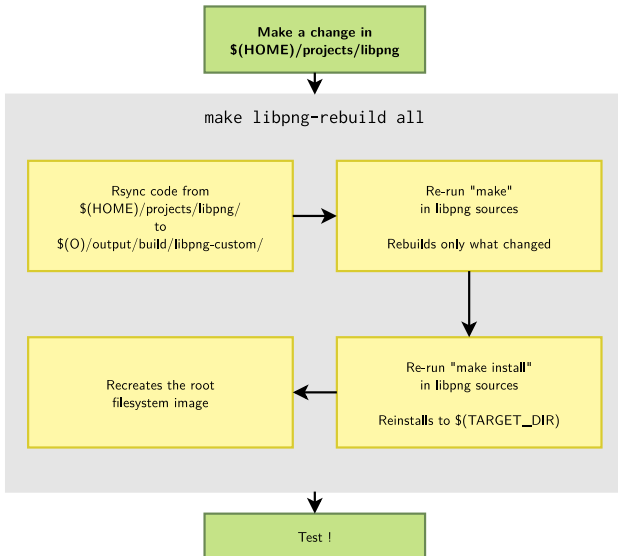 Make a change in
$(HOME)/projects/libpng
make libpng-rebuild all
Rsync code from
$(HOME)/projects/libpng/
to
$(O)/output/build/libpng-custom/
Re-run "make"
in libpng sources
Rebuilds only what changed
Re-run "make install"
in libpng sources
Reinstalls to $(TARGET_DIR)
Recreates the root
filesystem image
Test !